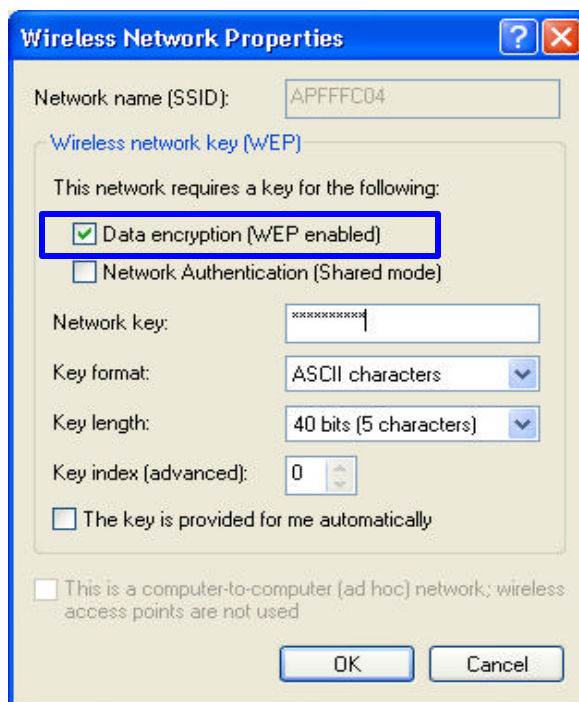 Wireless Network Properties
Network name (SSID): APFFFC04
Wireless network key (WEP)
This network requires a key for the following:
Data encryption (WEP enabled)
Network Authentication (Shared mode)
Network key: **********
Key format: ASCII characters
Key length: 40 bits (5 characters)
Key index (advanced): 0
The key is provided for me automatically
This is a computer-to-computer (ad hoc) network; wireless
access points are not used
OK Cancel